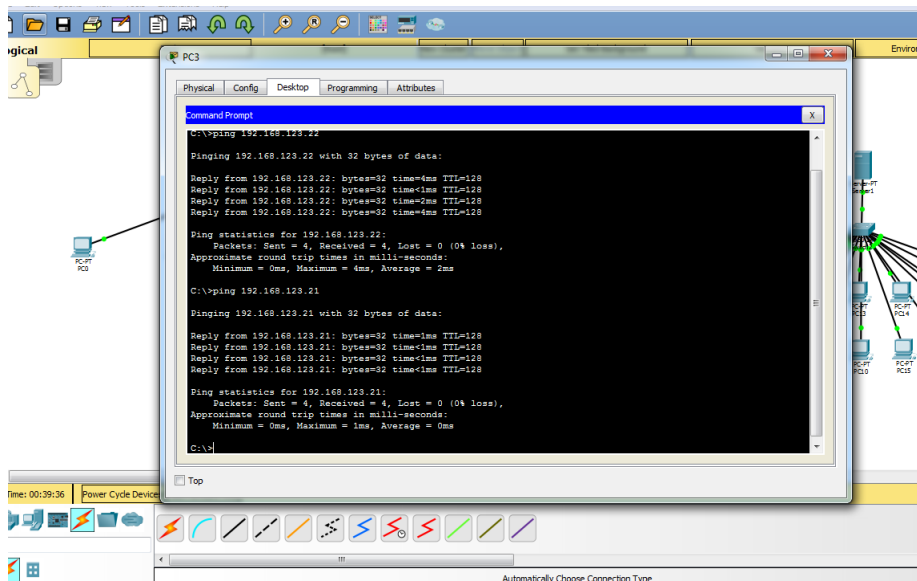 PC3
Environ
Physical Config Desktop Programming Attributes
Command Prompt X
C:\>ping 192.168.123.22
Pinging 192.168.123.22 with 32 bytes of data:
Reply from 192.168.123.22: bytes=32 time=4ms TTL=128
Reply from 192.168.123.22: bytes=32 time<1ms TTL=128
Reply from 192.168.123.22: bytes=32 time=2ms TTL=128
Reply from 192.168.123.22: bytes=32 time=4ms TTL=128
Ping statistics for 192.168.123.22:
Packets: Sent = 4, Received = 4, Lost = 0 (0% loss),
Approximate round trip times in milli-seconds:
Minimum = 0ms, Maximum = 4ms, Average = 2ms
C:\>ping 192.168.123.21
Pinging 192.168.123.21 with 32 bytes of data:
Reply from 192.168.123.21: bytes=32 time=1ms TTL=128
Reply from 192.168.123.21: bytes=32 time<1ms TTL=128
Reply from 192.168.123.21: bytes=32 time<1ms TTL=128
Reply from 192.168.123.21: bytes=32 time<1ms TTL=128
Ping statistics for 192.168.123.21:
Packets: Sent = 4, Received = 4, Lost = 0 (0% loss),
Approximate round trip times in milli-seconds:
Minimum = 0ms, Maximum = 1ms, Average = 0ms
C:\>
Top
ogical
PC-PT
PC0
erver-PT
Server1
PC-PT
PC13
PC-PT
PC14
PC-PT
PC10
PC-PT
PC15
Time: 00:39:36 Power Cycle Device
Automatically Choose Connection Type